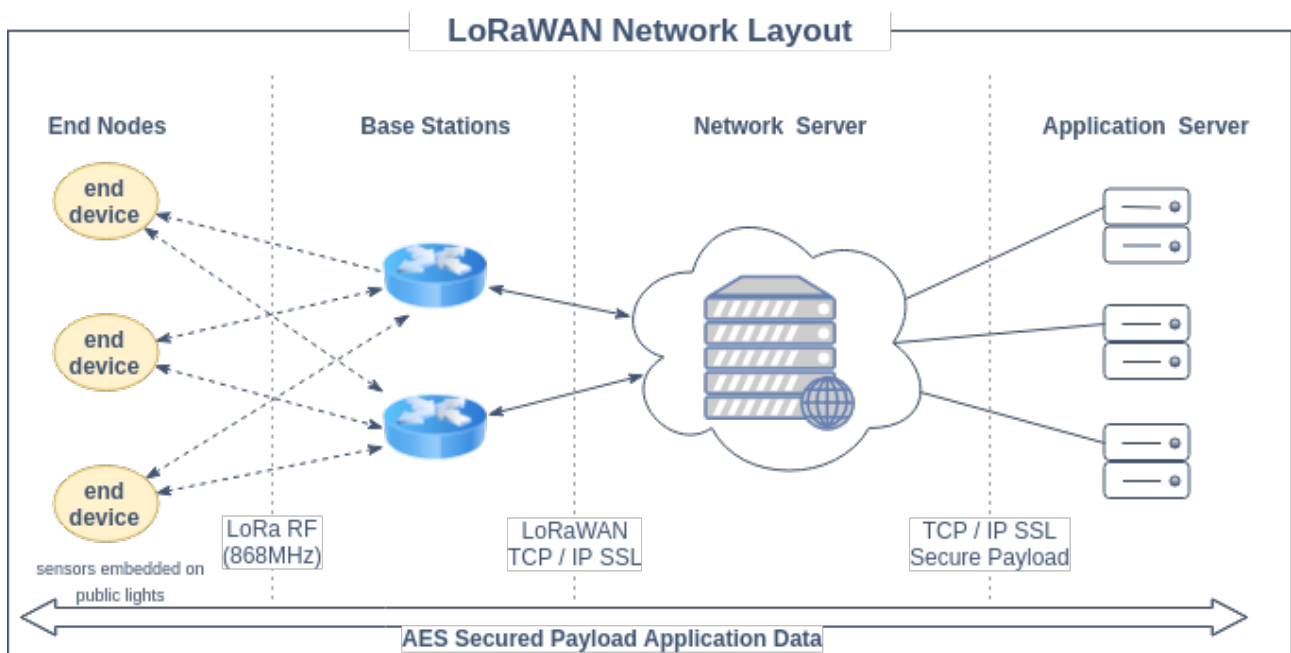 LoRaWAN Network Layout
End Nodes
Base Stations
Network Server
Application Server
end
device
end
device
end
device
LoRa RF
(868MHz)
LoRaWAN
TCP / IP SSL
TCP / IP SSL
Secure Payload
sensors embedded on
public lights
AES Secured Payload Application Data